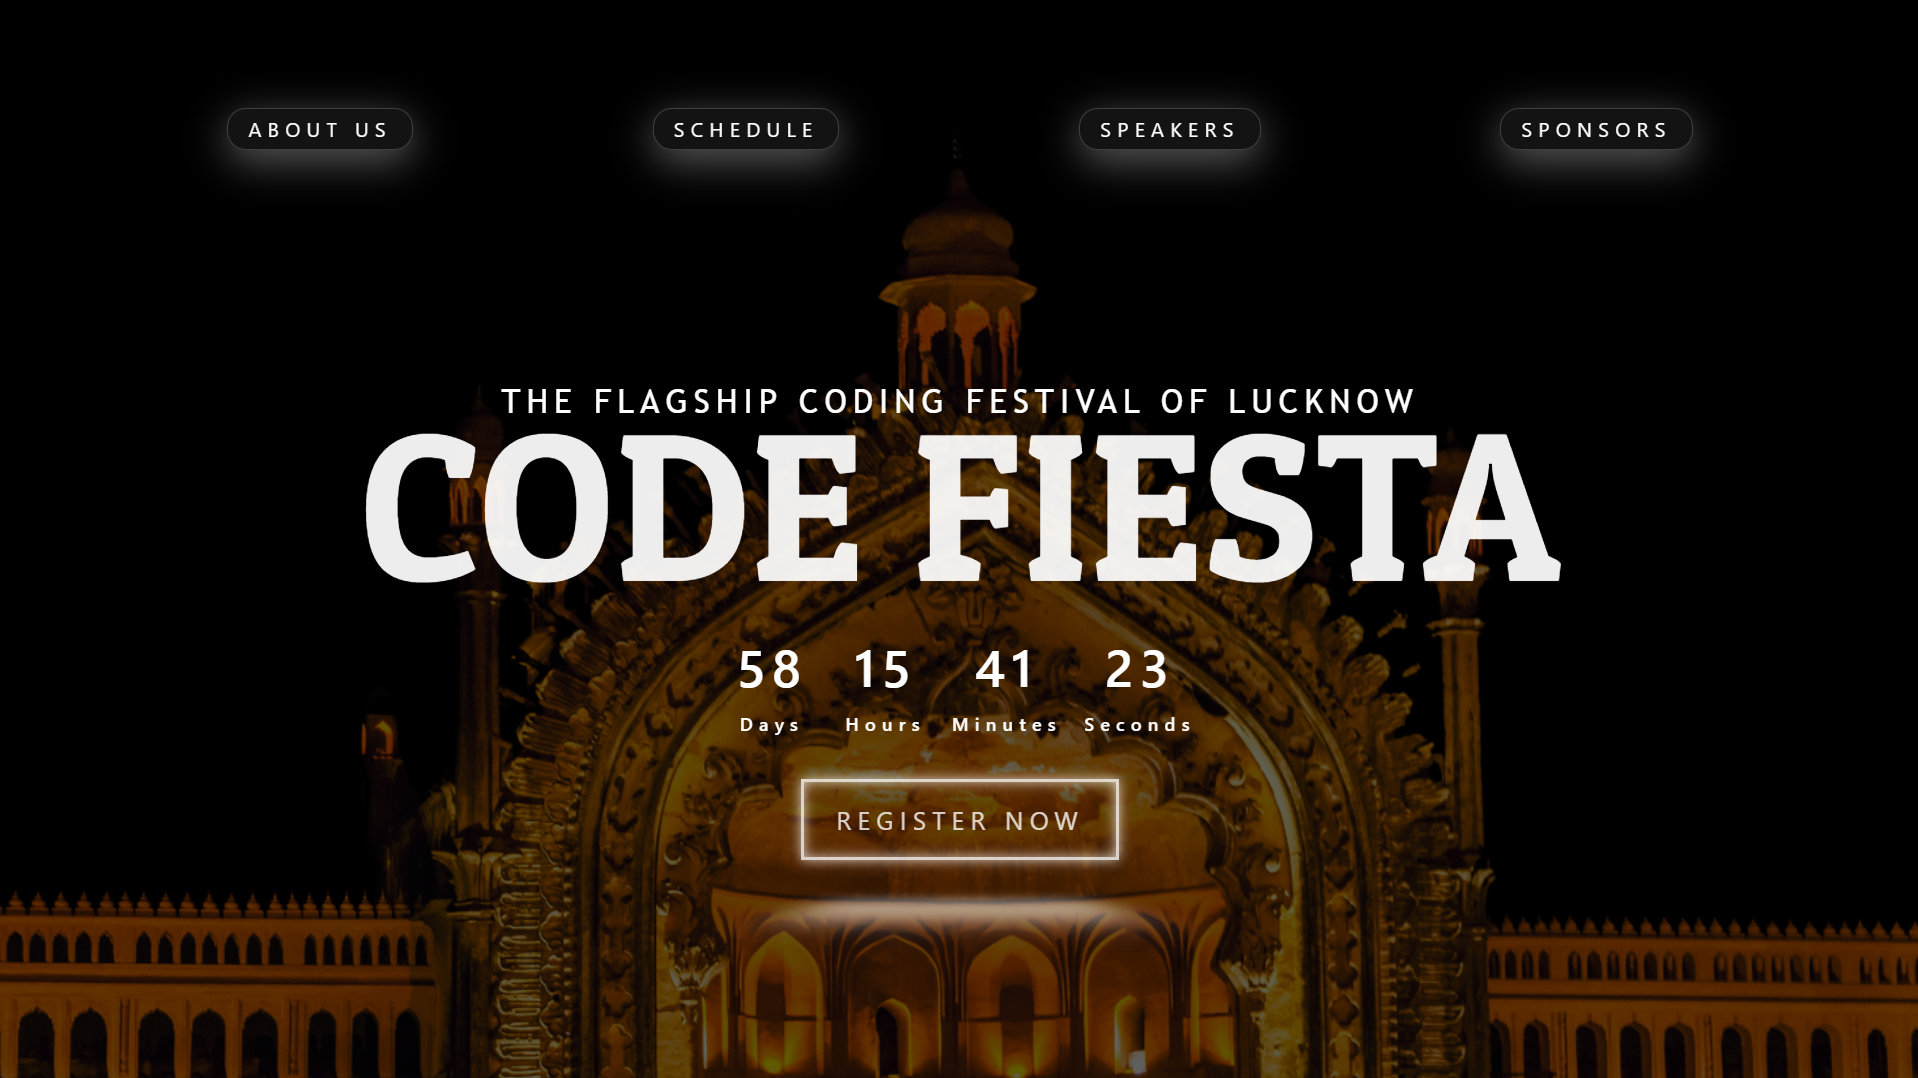 ABOUT US SCHEDULE SPEAKERS SPONSORS
THE FLAGSHIP CODING FESTIVAL OF LUCKNOW
CODE FIESTA
58 15 41 23
Days Hours Minutes Seconds
REGISTER NOW